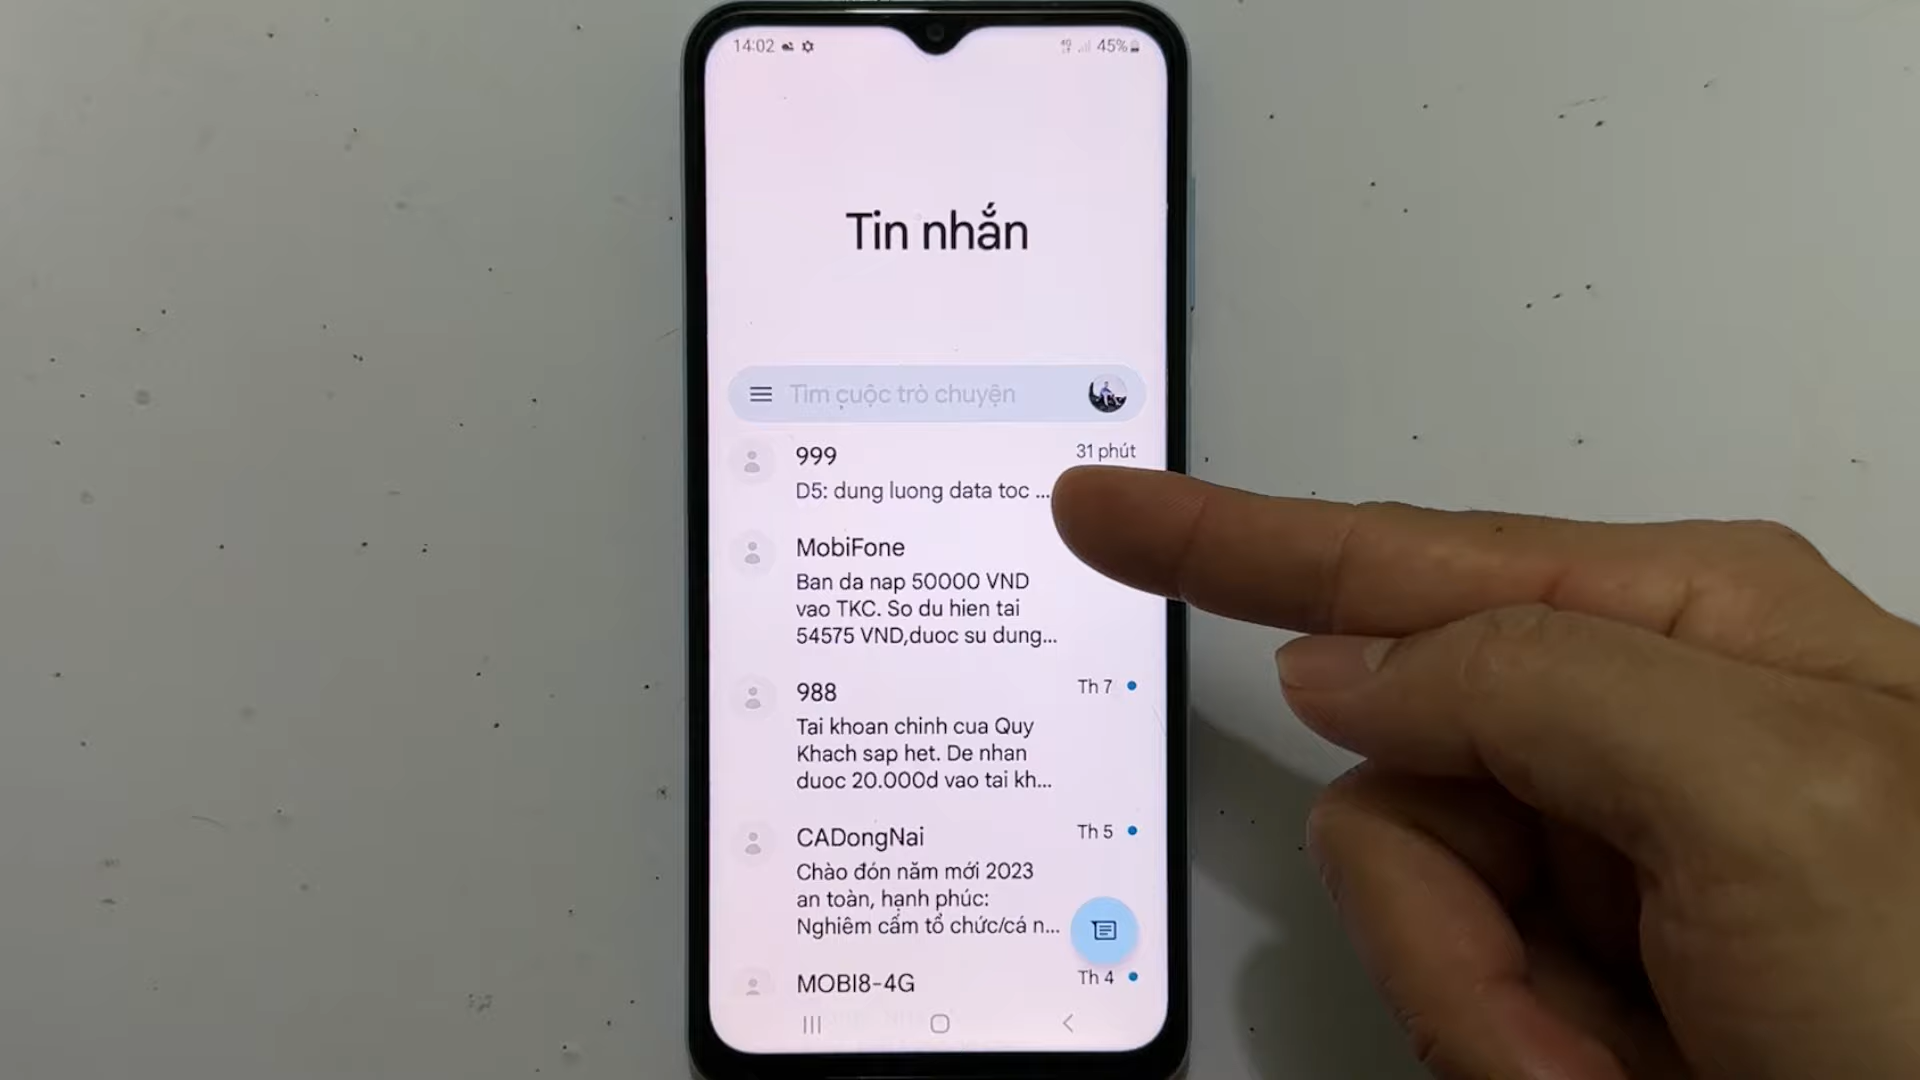 14:02
45%
Tin nhắn
Tìm cuộc trò chuyện
999
31 phút
D5: dung luong data toc ...
MobiFone
Ban da nap 50000 VND
vao TKC. So du hien tai
54575 VND,duoc su dung...
988
Th 7
Tai khoan chinh cua Quy
Khach sap het. De nhan
duoc 20.000d vao tai kh...
CADongNai
Th 5
Chào đón năm mới 2023
an toàn, hạnh phúc:
Nghiêm cấm tổ chức/cá n...
MOBI8-4G
Th 4